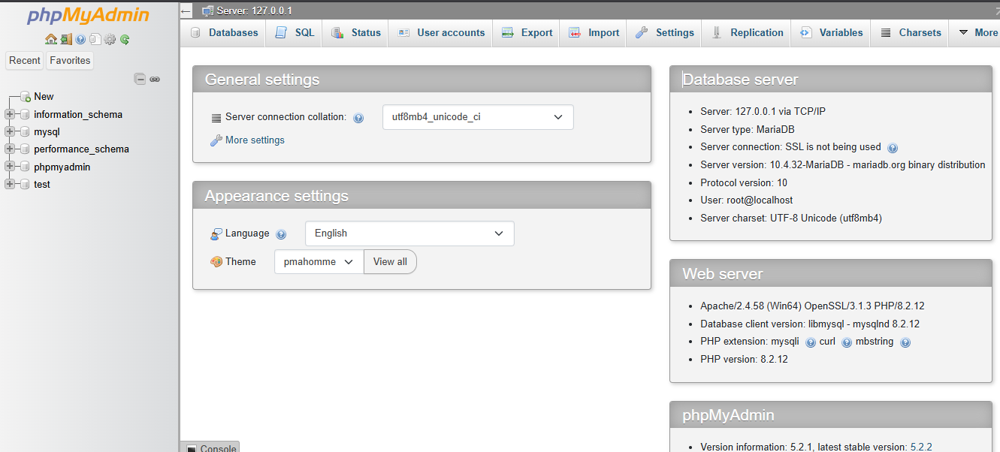 phpMyAdmin
Recent Favorites
New
information_schema
mysql
performance_schema
phpmyadmin
test
Server: 127.0.0.1
Databases SQL Status User accounts Export Import Settings Replication Variables Charsets More
General settings
Server connection collation: utf8mb4_unicode_ci
More settings
Appearance settings
Language English
Theme pmahomme View all
Database server
Server: 127.0.0.1 via TCP/IP
Server type: MariaDB
Server connection: SSL is not being used
Server version: 10.4.32-MariaDB - mariadb.org binary distribution
Protocol version: 10
User: root@localhost
Server charset: UTF-8 Unicode (utf8mb4)
Web server
Apache/2.4.58 (Win64) OpenSSL/3.1.3 PHP/8.2.12
Database client version: libmysql - mysqlnd 8.2.12
PHP extension: mysqli curl mbstring
PHP version: 8.2.12
phpMyAdmin
Version information: 5.2.1, latest stable version: 5.2.2
Console